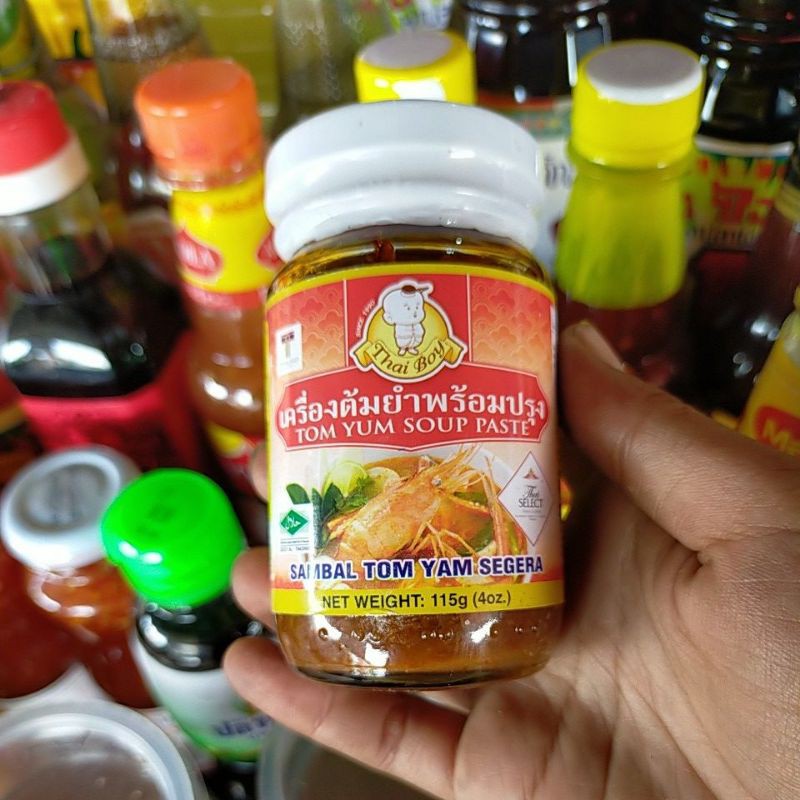 SINCE 1990
Thai Boy
เครื่องต้มยำพร้อมปรุง
TOM YUM SOUP PASTE
Thai
SELECT
SAMBAL TOM YAM SEGERA
NET WEIGHT: 115g (4oz.)